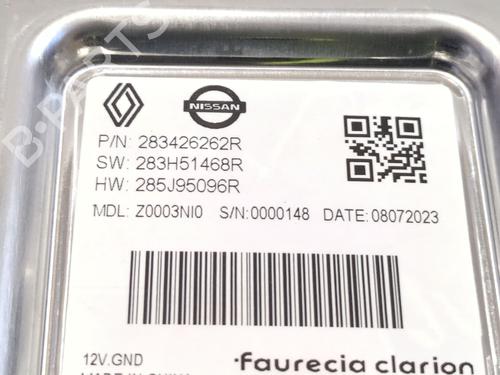 NISSAN
P/N: 283426262R
SW: 283H51468R
HW: 285J95096R
MDL: Z0003NI0 S/N:0000148 DATE: 08072023
12V.GND
faurecia clarion
B-PARTS